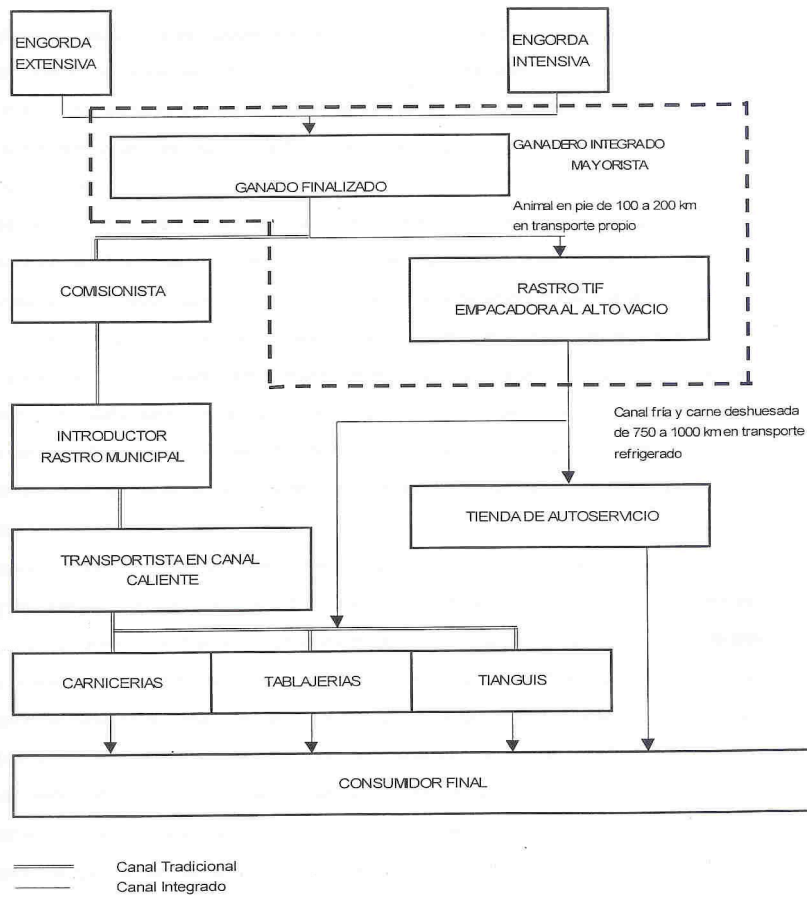 ENGORDA
EXTENSIVA
ENGORDA
INTENSIVA
GANADO FINALIZADO
GANADERO INTEGRADO
MAYORISTA
Animal en pie de 100 a 200 km
en transporte propio
COMISIONISTA
RASTRO TIF
EMPACADORA AL ALTO VACIO
INTRODUCTOR
RASTRO MUNICIPAL
Canal fría y carne deshuesada
de 750 a 1000 km en transporte
refrigerado
TIENDA DE AUTOSERVICIO
TRANSPORTISTA EN CANAL
CALIENTE
CARNICERIAS
TABLAJERIAS
TIANGUIS
CONSUMIDOR FINAL
Canal Tradicional
Canal Integrado